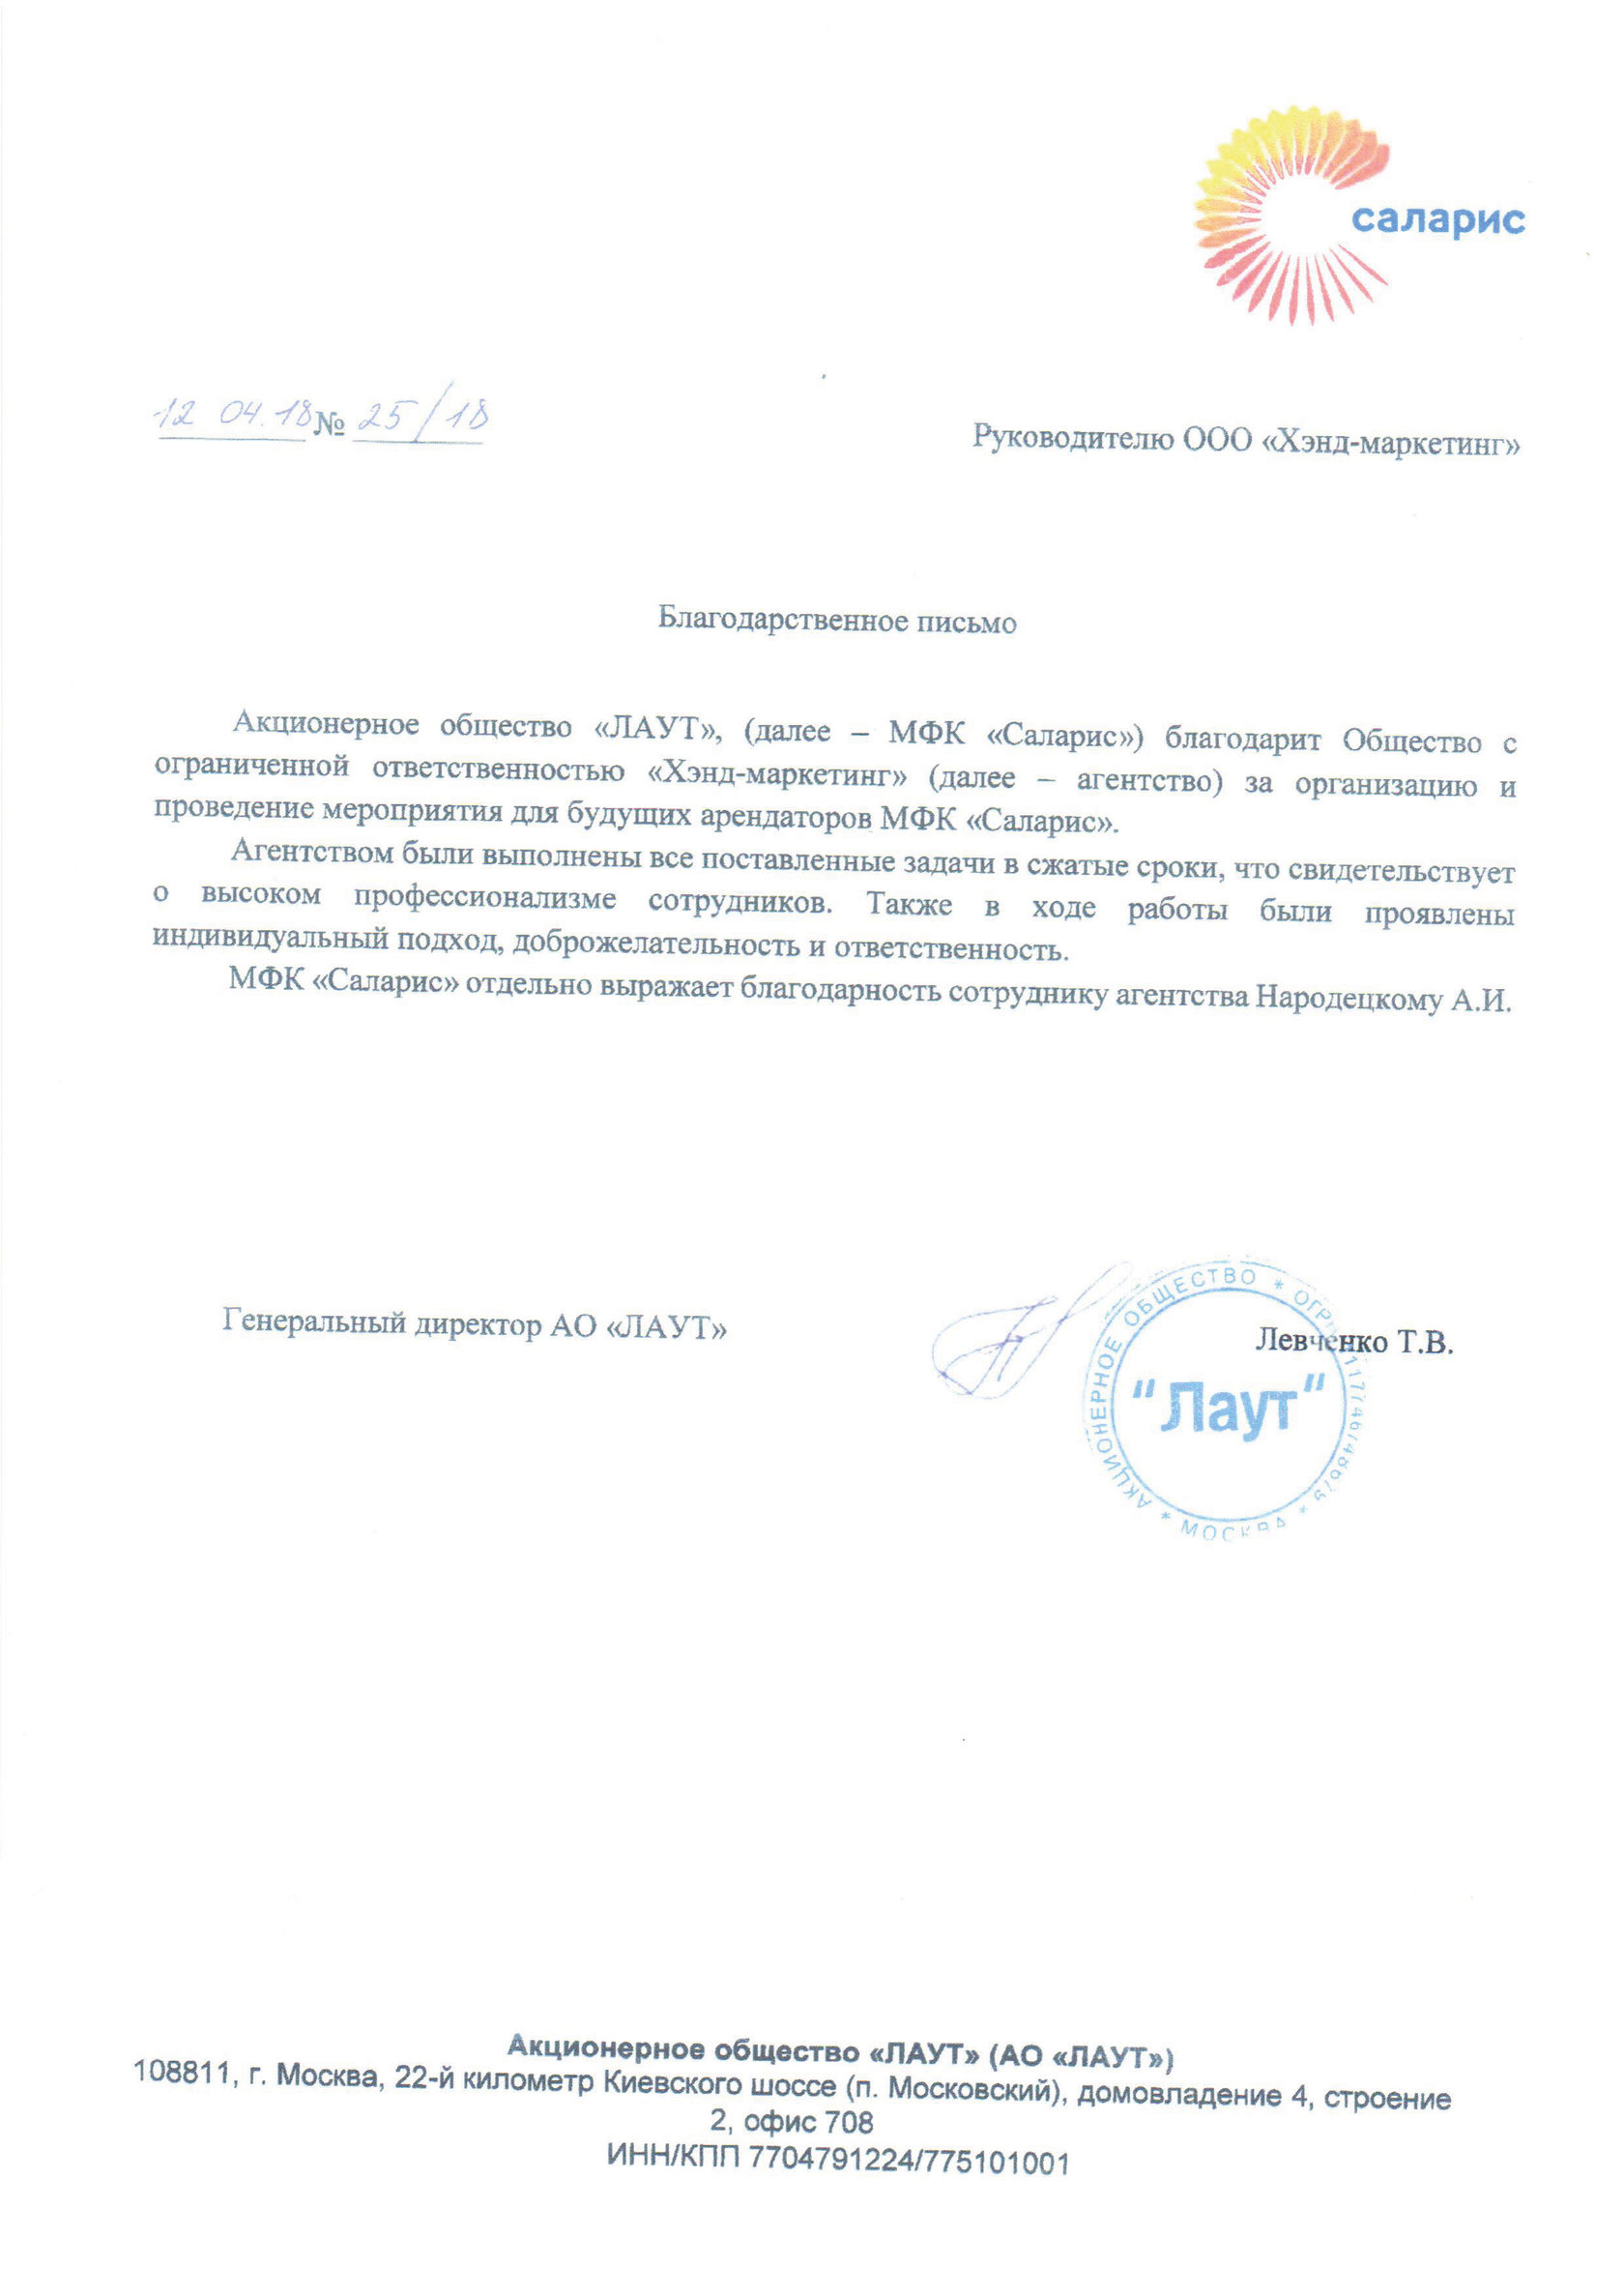 саларис
12 04.18 № 25/18
Руководителю ООО «Хэнд-маркетинг»
Благодарственное письмо
Акционерное общество «ЛАУТ», (далее – МФК «Саларис») благодарит Общество с
ограниченной ответственностью «Хэнд-маркетинг» (далее – агентство) за организацию и
проведение мероприятия для будущих арендаторов МФК «Саларис».
Агентством были выполнены все поставленные задачи в сжатые сроки, что свидетельствует
о высоком профессионализме сотрудников. Также в ходе работы были проявлены
индивидуальный подход, доброжелательность и ответственность.
МФК «Саларис» отдельно выражает благодарность сотруднику агентства Народецкому А.И.
Генеральный директор АО «ЛАУТ»
Левченко Т.В.
АКЦИОНЕРНОЕ ОБЩЕСТВО
* МОСКВА *
"Лаут"
Акционерное общество «ЛАУТ» (АО «ЛАУТ»)
108811, г. Москва, 22-й километр Киевского шоссе (п. Московский), домовладение 4, строение
2, офис 708
ИНН/КПП 7704791224/775101001